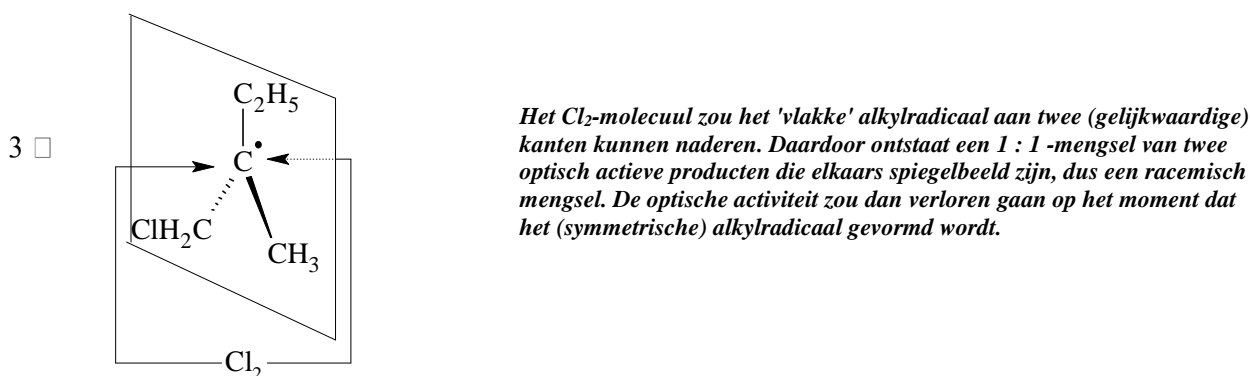 3 □
C₂H₅
C•
ClH₂C
CH₃
Cl₂
Het Cl₂-molecuul zou het 'vlakke' alkylradicaal aan twee (gelijkwaardige)
kanten kunnen naderen. Daardoor ontstaat een 1 : 1 -mengsel van twee
optisch actieve producten die elkaars spiegelbeeld zijn, dus een racemisch
mengsel. De optische activiteit zou dan verloren gaan op het moment dat
het (symmetrische) alkylradicaal gevormd wordt.